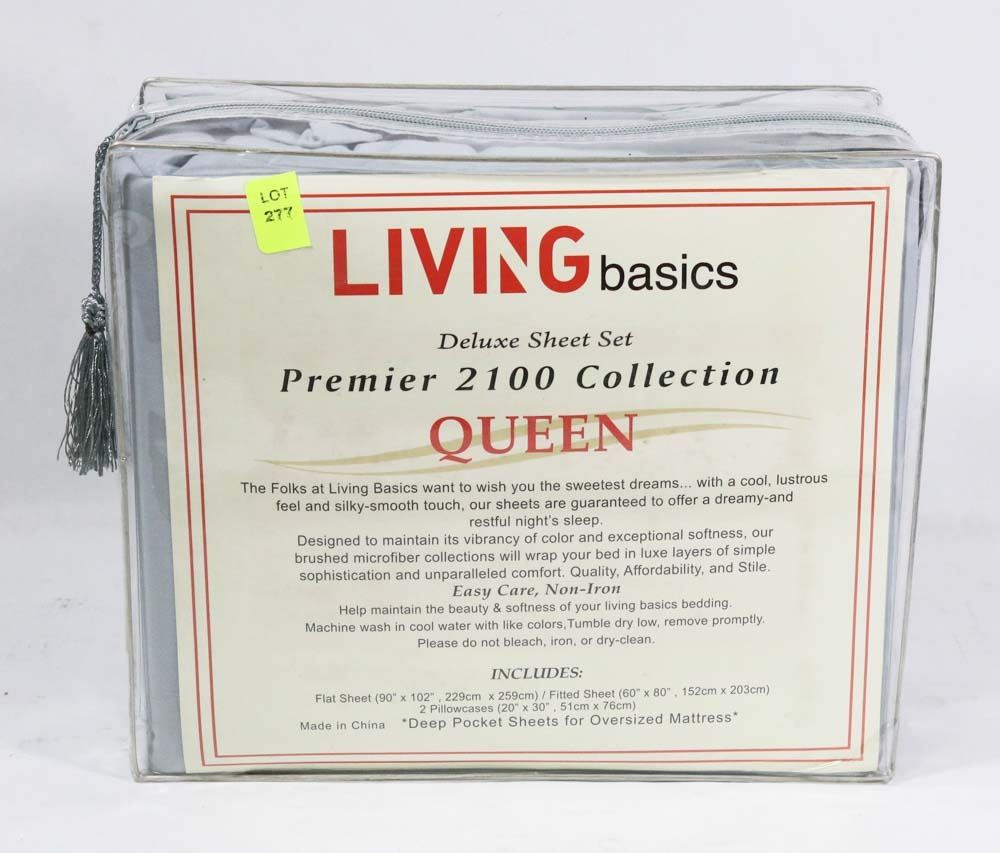 LOT
277
LIVING basics
Deluxe Sheet Set
Premier 2100 Collection
QUEEN
The Folks at Living Basics want to wish you the sweetest dreams... with a cool, lustrous
feel and silky-smooth touch, our sheets are guaranteed to offer a dreamy-and
restful night's sleep.
Designed to maintain its vibrancy of color and exceptional softness, our
brushed microfiber collections will wrap your bed in luxe layers of simple
sophistication and unparalleled comfort. Quality, Affordability, and Stile.
Easy Care, Non-Iron
Help maintain the beauty & softness of your living basics bedding.
Machine wash in cool water with like colors,Tumble dry low, remove promptly.
Please do not bleach, iron, or dry-clean.
INCLUDES:
Flat Sheet (90" x 102" , 229cm x 259cm) / Fitted Sheet (60" x 80" , 152cm x 203cm)
2 Pillowcases (20" x 30" , 51cm x 76cm)
Made in China *Deep Pocket Sheets for Oversized Mattress*